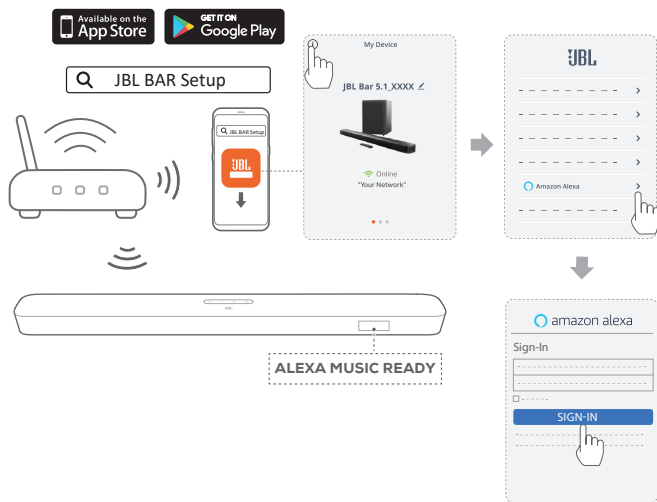 Available on the
App Store
GET IT ON
Google Play
JBL BAR Setup
JBL BAR Setup
JBL
My Device
JBL Bar 5.1_XXXX
Online
"Your Network"
JBL
Amazon Alexa
JBL
ALEXA MUSIC READY
amazon alexa
Sign-In
SIGN-IN